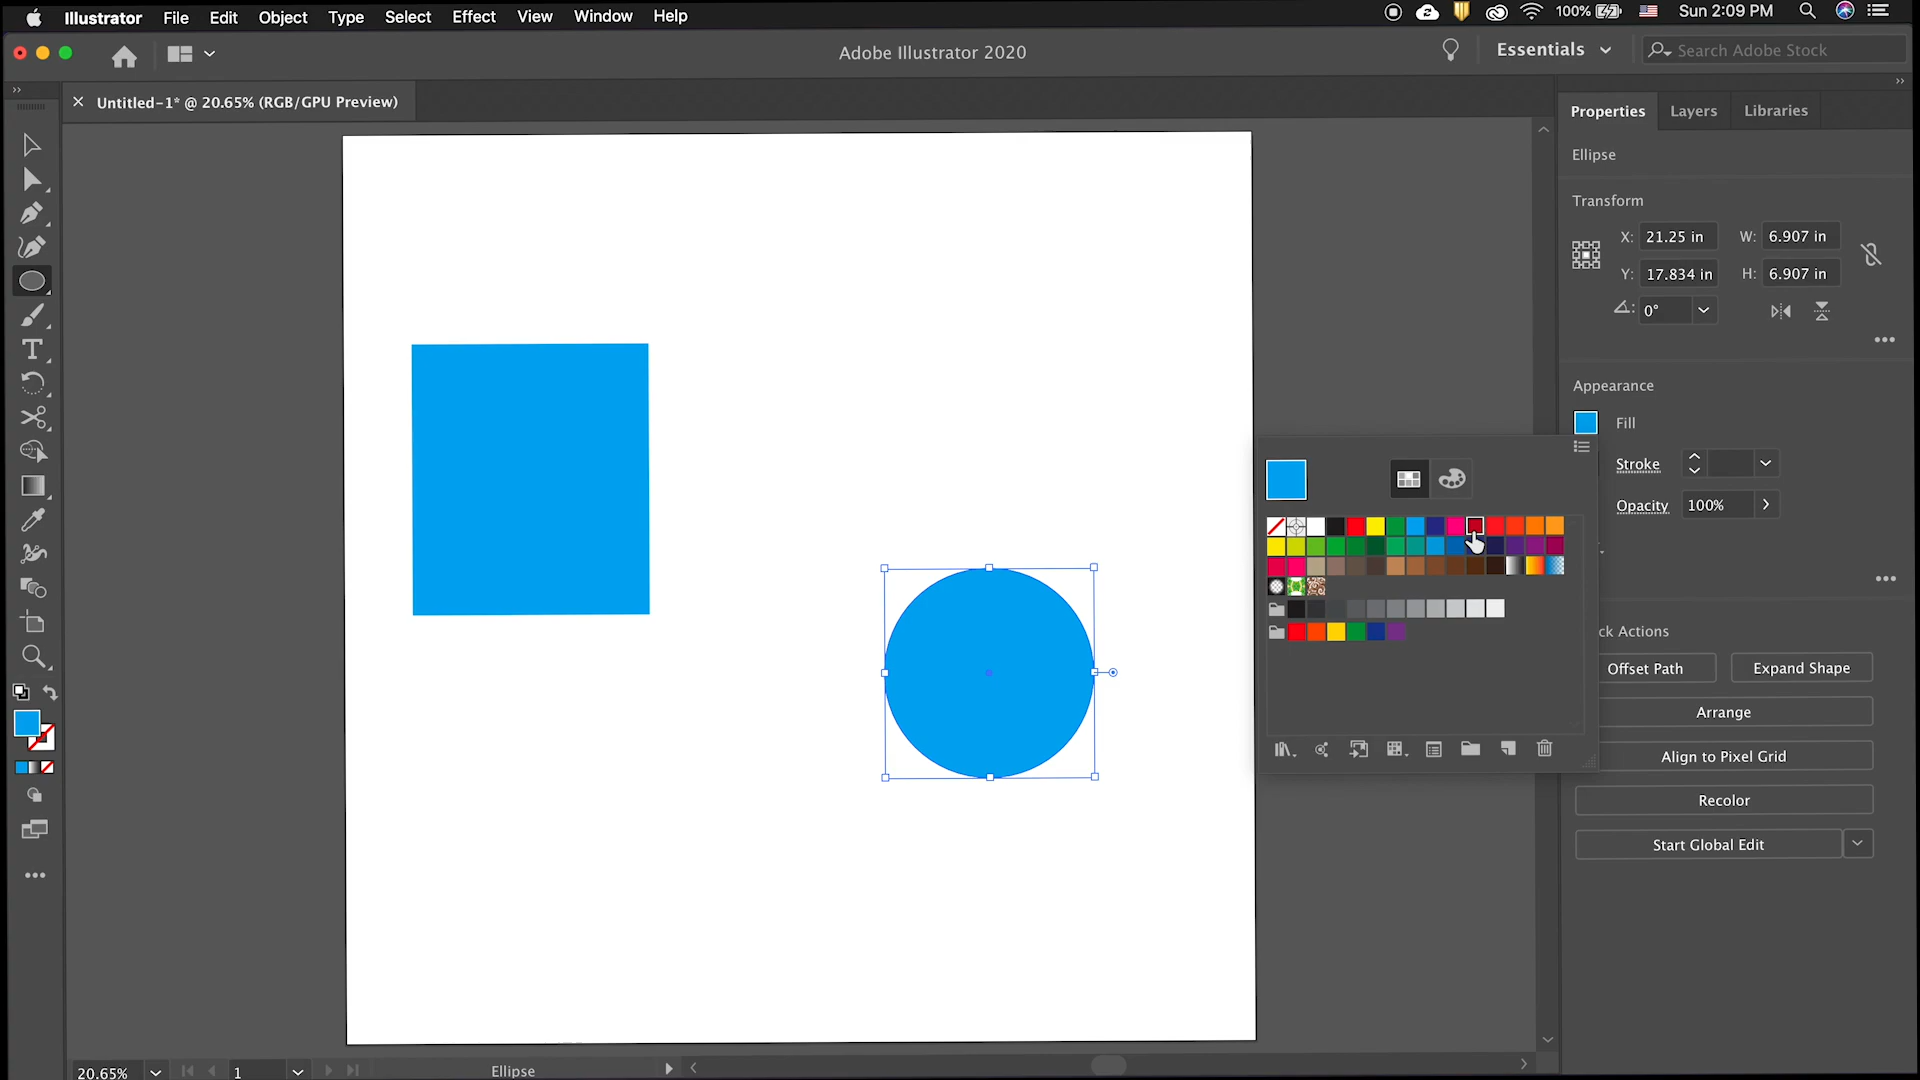 Illustrator File Edit Object Type Select Effect View Window Help 100% Sun 2:09 PM
Adobe Illustrator 2020 Essentials Search Adobe Stock
Untitled-1* @ 20.65% (RGB/GPU Preview)
Properties Layers Libraries
Ellipse
Transform
X: 21.25 in W: 6.907 in
Y: 17.834 in H: 6.907 in
0°
Appearance
Fill
Stroke
Opacity 100%
ck Actions
Offset Path Expand Shape
Arrange
Align to Pixel Grid
Recolor
Start Global Edit
20.65% 1 Ellipse